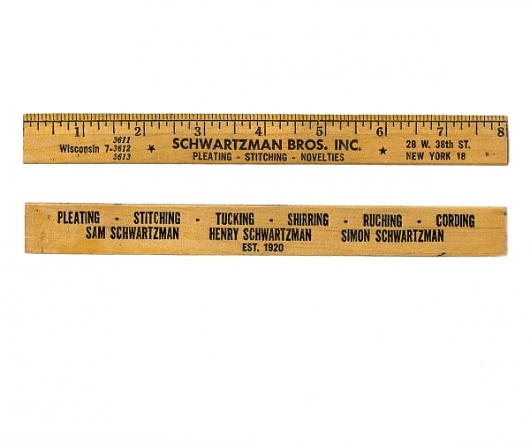 1 2 3 4 5 6 7 8
3611
Wisconsin 7-3612
3613
★ SCHWARTZMAN BROS. INC. ★
PLEATING - STITCHING - NOVELTIES
28 W. 38th ST.
NEW YORK 18
PLEATING - STITCHING - TUCKING - SHIRRING - RUCHING - CORDING
SAM SCHWARTZMAN HENRY SCHWARTZMAN SIMON SCHWARTZMAN
EST. 1920